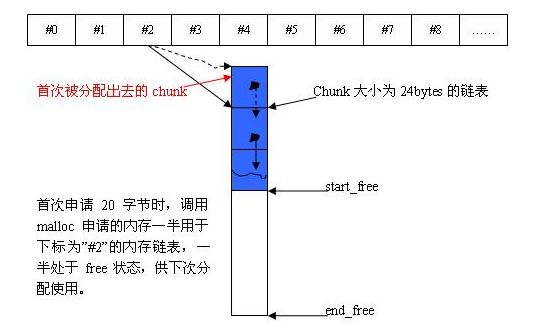 #0 #1 #2 #3 #4 #5 #6 #7 #8 ……
首次被分配出去的 chunk
Chunk 大小为 24bytes 的链表
start_free
首次申请 20 字节时，调用
malloc 申请的内存一半用于
下标为”#2”的内存链表，一
半处于 free 状态，供下次分
配使用。
end_free